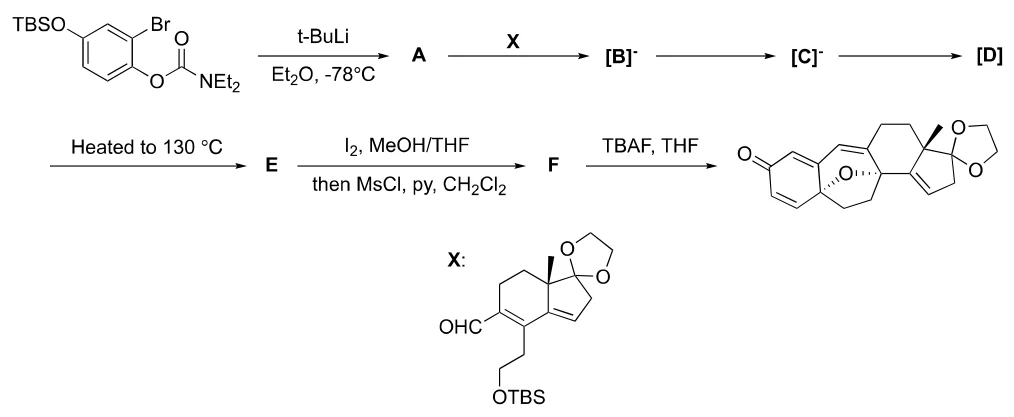 TBSO
Br
O
O
NEt2
t-BuLi
Et2O, -78°C
A
X
[B]-
[C]-
[D]
Heated to 130 °C
E
I2, MeOH/THF
then MsCl, py, CH2Cl2
F
TBAF, THF
O
O
O
O
X:
O
O
OHC
OTBS